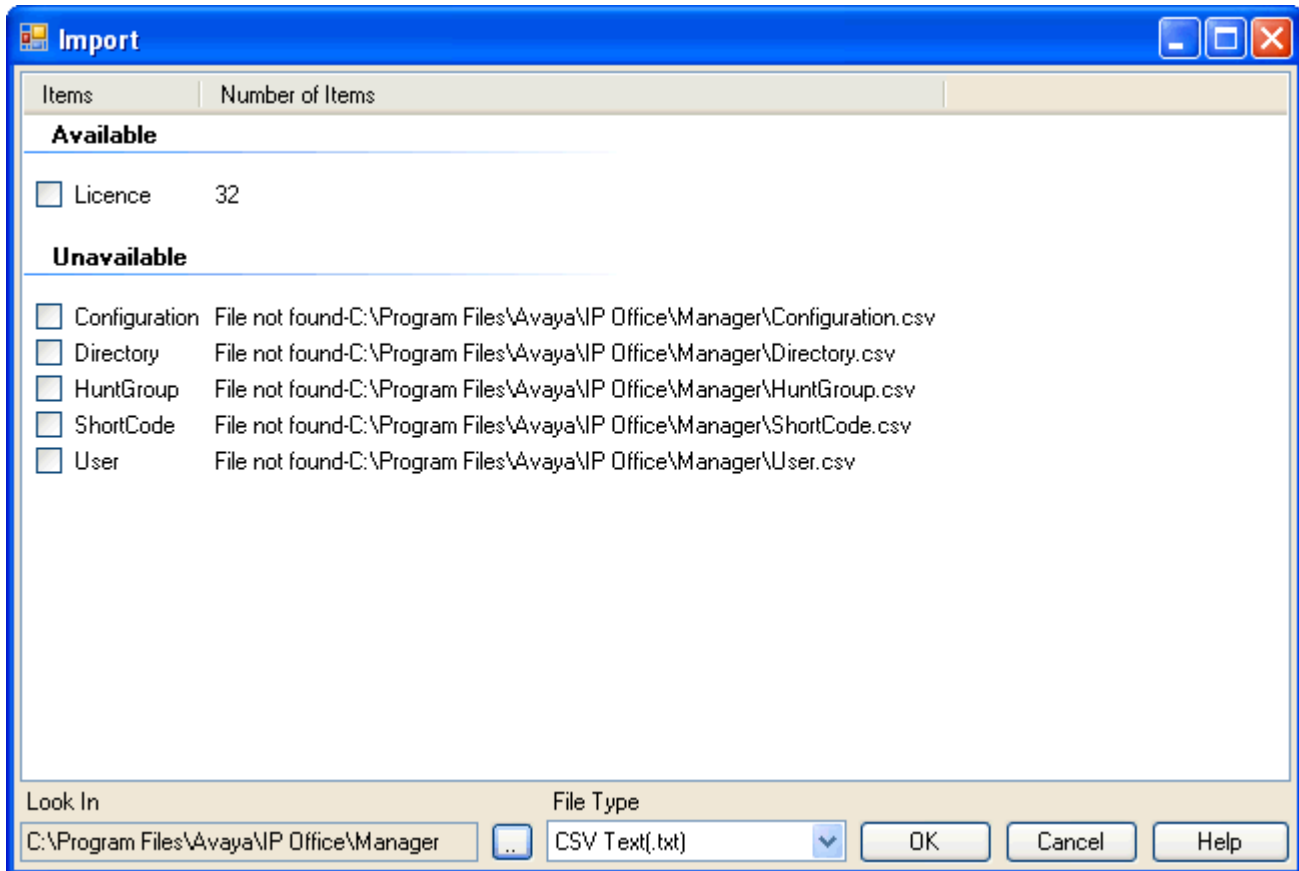 Import
Items Number of Items
Available
Licence 32
Unavailable
Configuration File not found-C:\Program Files\Avaya\IP Office\Manager\Configuration.csv
Directory File not found-C:\Program Files\Avaya\IP Office\Manager\Directory.csv
HuntGroup File not found-C:\Program Files\Avaya\IP Office\Manager\HuntGroup.csv
ShortCode File not found-C:\Program Files\Avaya\IP Office\Manager\ShortCode.csv
User File not found-C:\Program Files\Avaya\IP Office\Manager\User.csv
Look In File Type
C:\Program Files\Avaya\IP Office\Manager .. CSV Text(.txt) OK Cancel Help